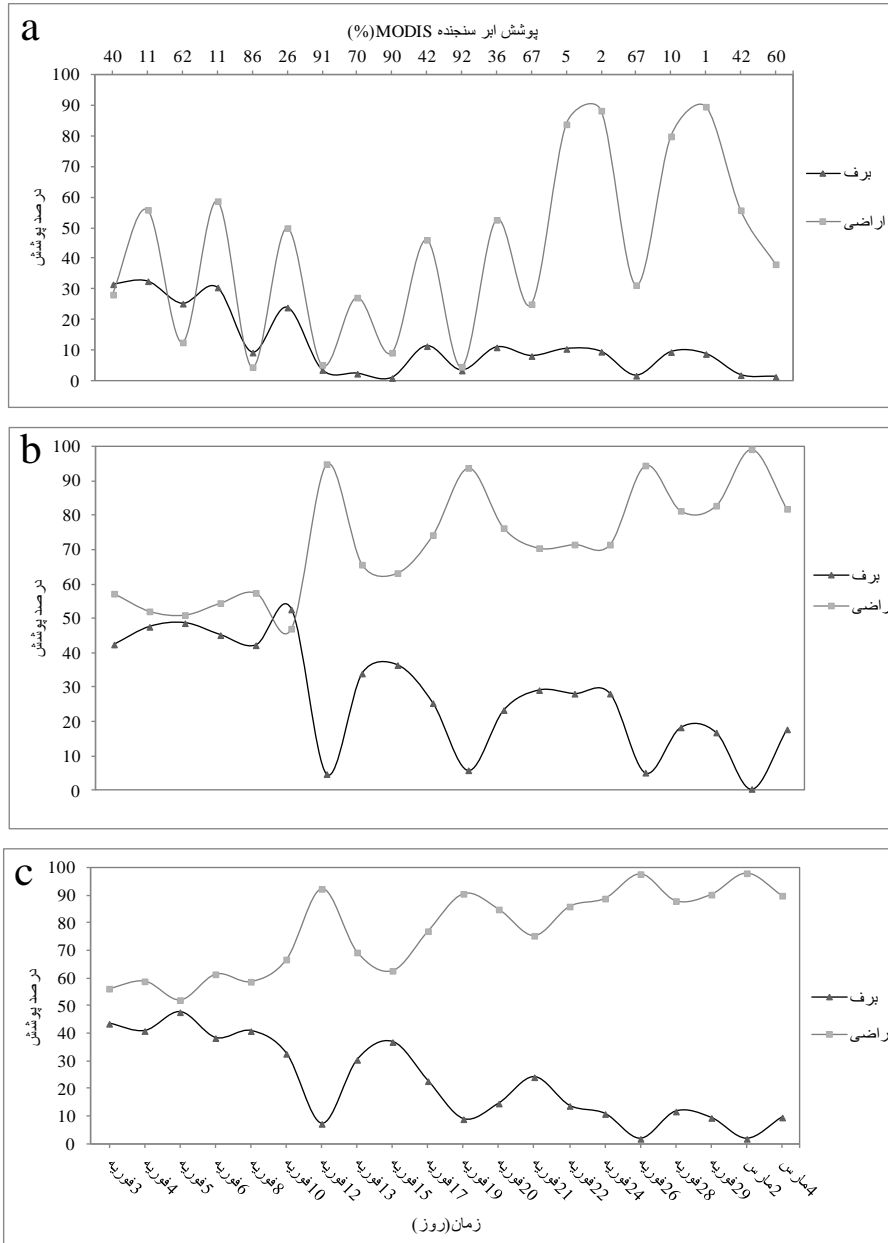 a
پوشش ابر سنجنده MODIS(%)
40 11 62 11 86 26 91 70 90 42 92 36 67 5 2 67 10 1 42 60
100
90
80
70
60
50
40
30
20
10
0
درصد پوشش
برف
اراضی
b
100
90
80
70
60
50
40
30
20
10
0
درصد پوشش
برف
اراضی
c
100
90
80
70
60
50
40
30
20
10
0
درصد پوشش
برف
راضی
3فوریه 4فوریه 5فوریه 6فوریه 8فوریه 10فوریه 12فوریه 13فوریه 15فوریه 17فوریه 19فوریه 20فوریه 21فوریه 22فوریه 24فوریه 26فوریه 28فوریه 29فوریه 2مارس 4مارس
زمان(روز)